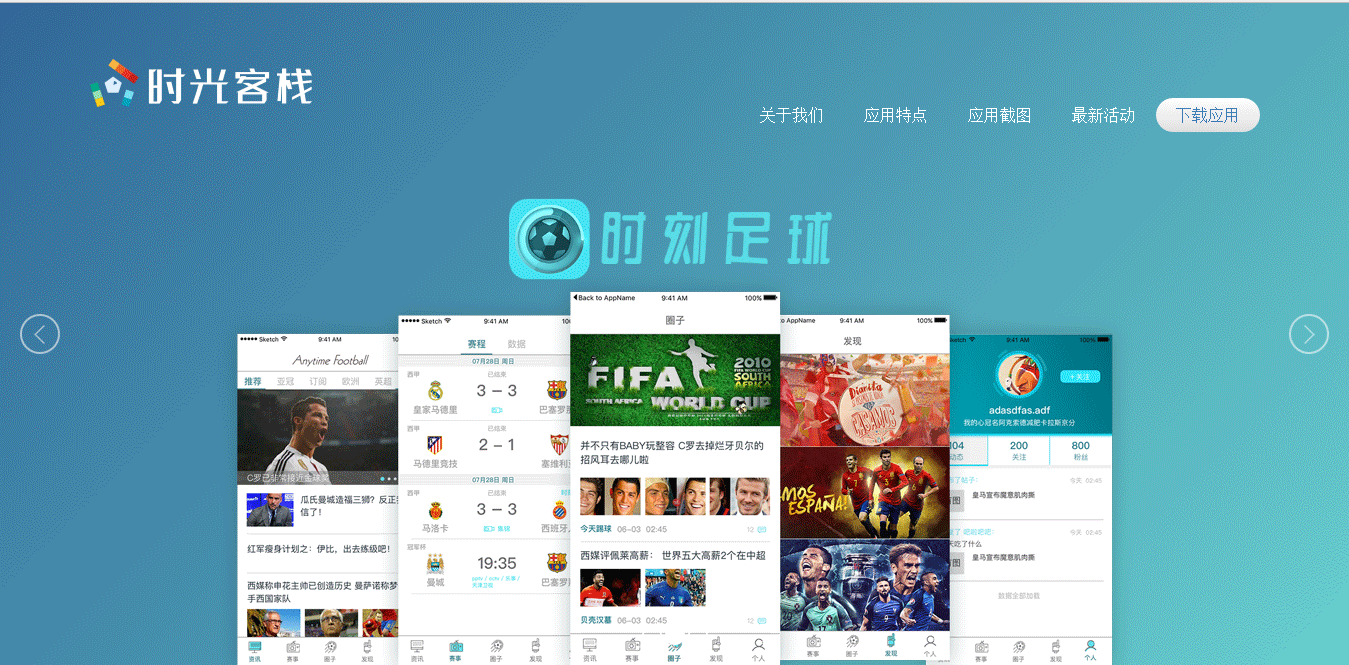 时光客栈
关于我们 应用特点 应用截图 最新活动 下载应用
时刻足球
Sketch 9:41 AM
Anytime Football
推荐 亚冠 订阅 欧洲 英超
C罗已非常接近金球奖
瓜氏曼城造福三狮？反正
信了！
红军瘦身计划之：伊比，出去练级吧！
西媒称申花主帅已创造历史 曼萨诺称梦
手西国家队
资讯 赛事 圈子 发现
Sketch 9:41 AM
赛程 数据
07月28日 周日
西甲 已结束
皇家马德里 3 – 3 巴塞罗那
西甲 已结束
马德里竞技 2 – 1 塞维利亚
07月28日 周日
西甲 已结束
马洛卡 3 – 3 西班牙人
冠军杯
曼城 19:35 巴塞罗
资讯 赛事 圈子 发现
Back to AppName 9:41 AM 100%
圈子
FIFA
2010
FIFA WORLD CUP
SOUTH
AFRICA
SOUTH AFRICA WORLD CUP
并不只有BABY玩整容 C罗去掉烂牙贝尔的
招风耳去哪儿啦
今天踢球 06–03 02:45 12
西媒评佩莱高薪： 世界五大高薪2个在中超
贝壳汉慕 06–03 02:45 12
资讯 赛事 圈子 发现 个人
to AppName 9:41 AM 100%
发现
CASAMOS
MOS
ESPAÑA!
赛事 圈子 发现 个人
Sketch 9:41 AM 100%
+关注
adasdfas.adf
我的心冠名阿克索德减肥卡拉斯京分
104 200 800
动态 关注 粉丝
今天 02:45
皇马宣布魔意肌肉撕
今天 02:45
天吃了什么
皇马宣布魔意肌肉撕
数据全部加载
赛事 圈子 发现 个人